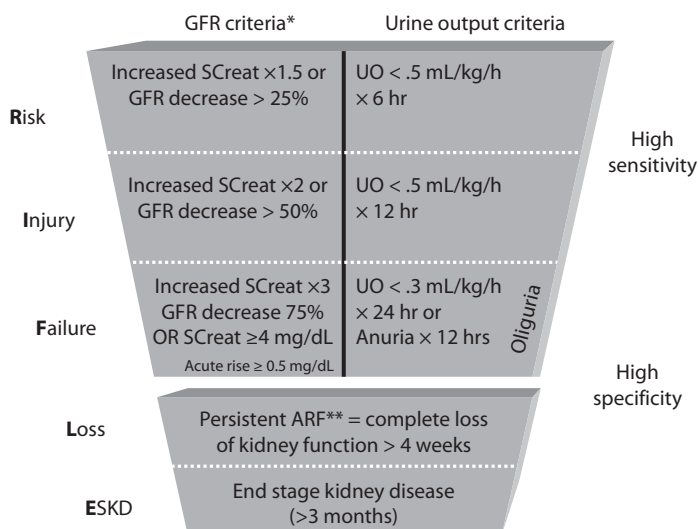 GFR criteria*
Urine output criteria
Risk
Increased SCreat ×1.5 or
GFR decrease > 25%
UO < .5 mL/kg/h
× 6 hr
High
sensitivity
Injury
Increased SCreat ×2 or
GFR decrease > 50%
UO < .5 mL/kg/h
× 12 hr
Failure
Increased SCreat ×3
GFR decrease 75%
OR SCreat ≥4 mg/dL
Acute rise ≥ 0.5 mg/dL
UO < .3 mL/kg/h
× 24 hr or
Anuria × 12 hrs
Oliguria
High
specificity
Loss
Persistent ARF** = complete loss
of kidney function > 4 weeks
ESKD
End stage kidney disease
(>3 months)